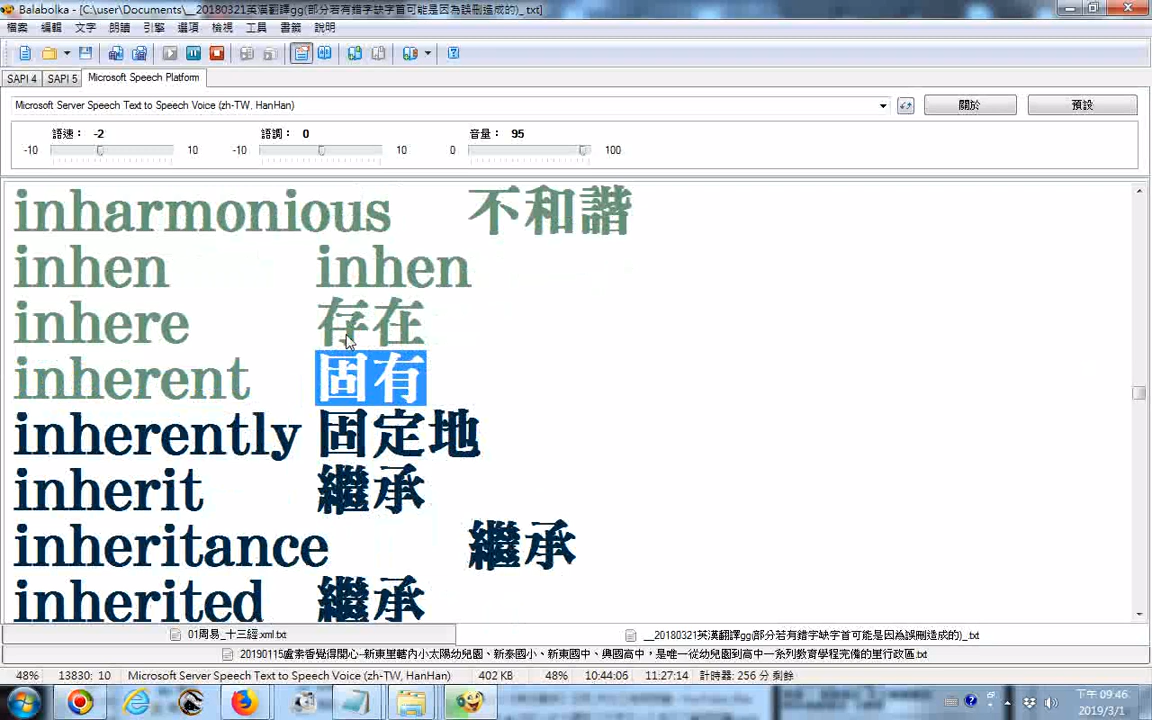 Balabolka - [C:\user\Documents\__20180321英漢翻譯gg(部分若有錯字缺字首可能是因為誤刪造成的)_.txt]
檔案 編輯 文字 朗讀 引擎 選項 檢視 工具 書籤 說明
SAPI 4 SAPI 5 Microsoft Speech Platform
Microsoft Server Speech Text to Speech Voice (zh-TW, HanHan) 關於 預設
語速： -2 語調： 0 音量： 95
-10 10 -10 10 0 100
inharmonious 不和諧
inhen inhen
inhere 存在
inherent 固有
inherently 固定地
inherit 繼承
inheritance 繼承
inherited 繼承
01周易_十三經.xml.txt __20180321英漢翻譯gg(部分若有錯字缺字首可能是因為誤刪造成的)_.txt
20190115盧素香覺得開心--新東里轄內小太陽幼兒園、新泰國小、新東國中、興國高中，是唯一從幼兒園到高中一系列教育學程完備的里行政區.txt
48% 13830: 10 Microsoft Server Speech Text to Speech Voice (zh-TW, HanHan) 402 KB 48% 10:44:06 11:27:14 計時器: 256 分 剩餘
下午 09:46
2019/3/1